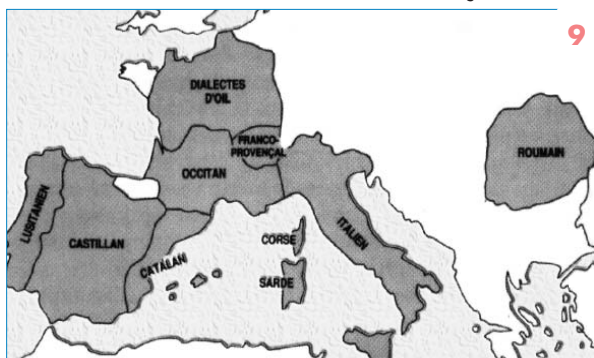 9
DIALECTES
D'OIL
FRANCO-
PROVENÇAL
OCCITAN
ROUMAIN
LUSITANIEN
CASTILLAN
CATALAN
CORSE
ITALIEN
SARDE